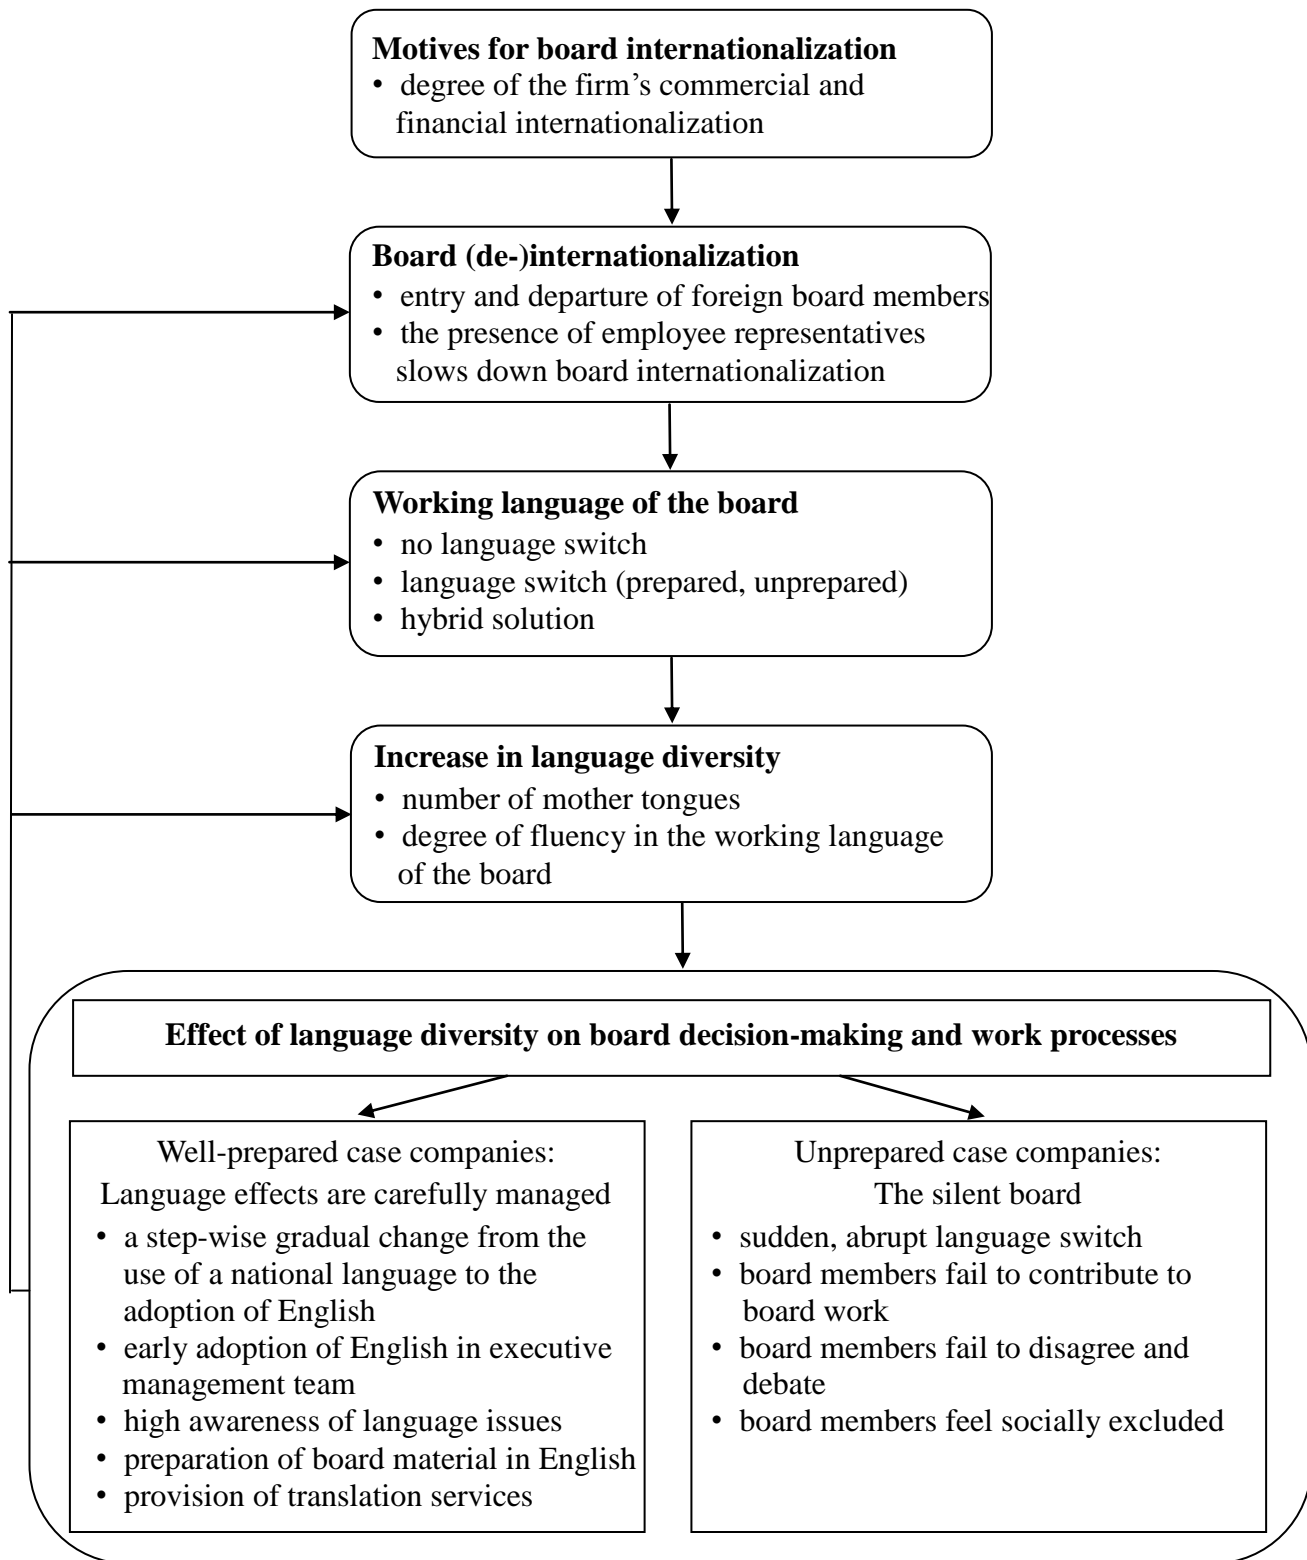 Motives for board internationalization
• degree of the firm’s commercial and
financial internationalization
Board (de-)internationalization
• entry and departure of foreign board members
• the presence of employee representatives
slows down board internationalization
Working language of the board
• no language switch
• language switch (prepared, unprepared)
• hybrid solution
Increase in language diversity
• number of mother tongues
• degree of fluency in the working language
of the board
Effect of language diversity on board decision-making and work processes
Well-prepared case companies:
Language effects are carefully managed
• a step-wise gradual change from the
use of a national language to the
adoption of English
• early adoption of English in executive
management team
• high awareness of language issues
• preparation of board material in English
• provision of translation services
Unprepared case companies:
The silent board
• sudden, abrupt language switch
• board members fail to contribute to
board work
• board members fail to disagree and
debate
• board members feel socially excluded